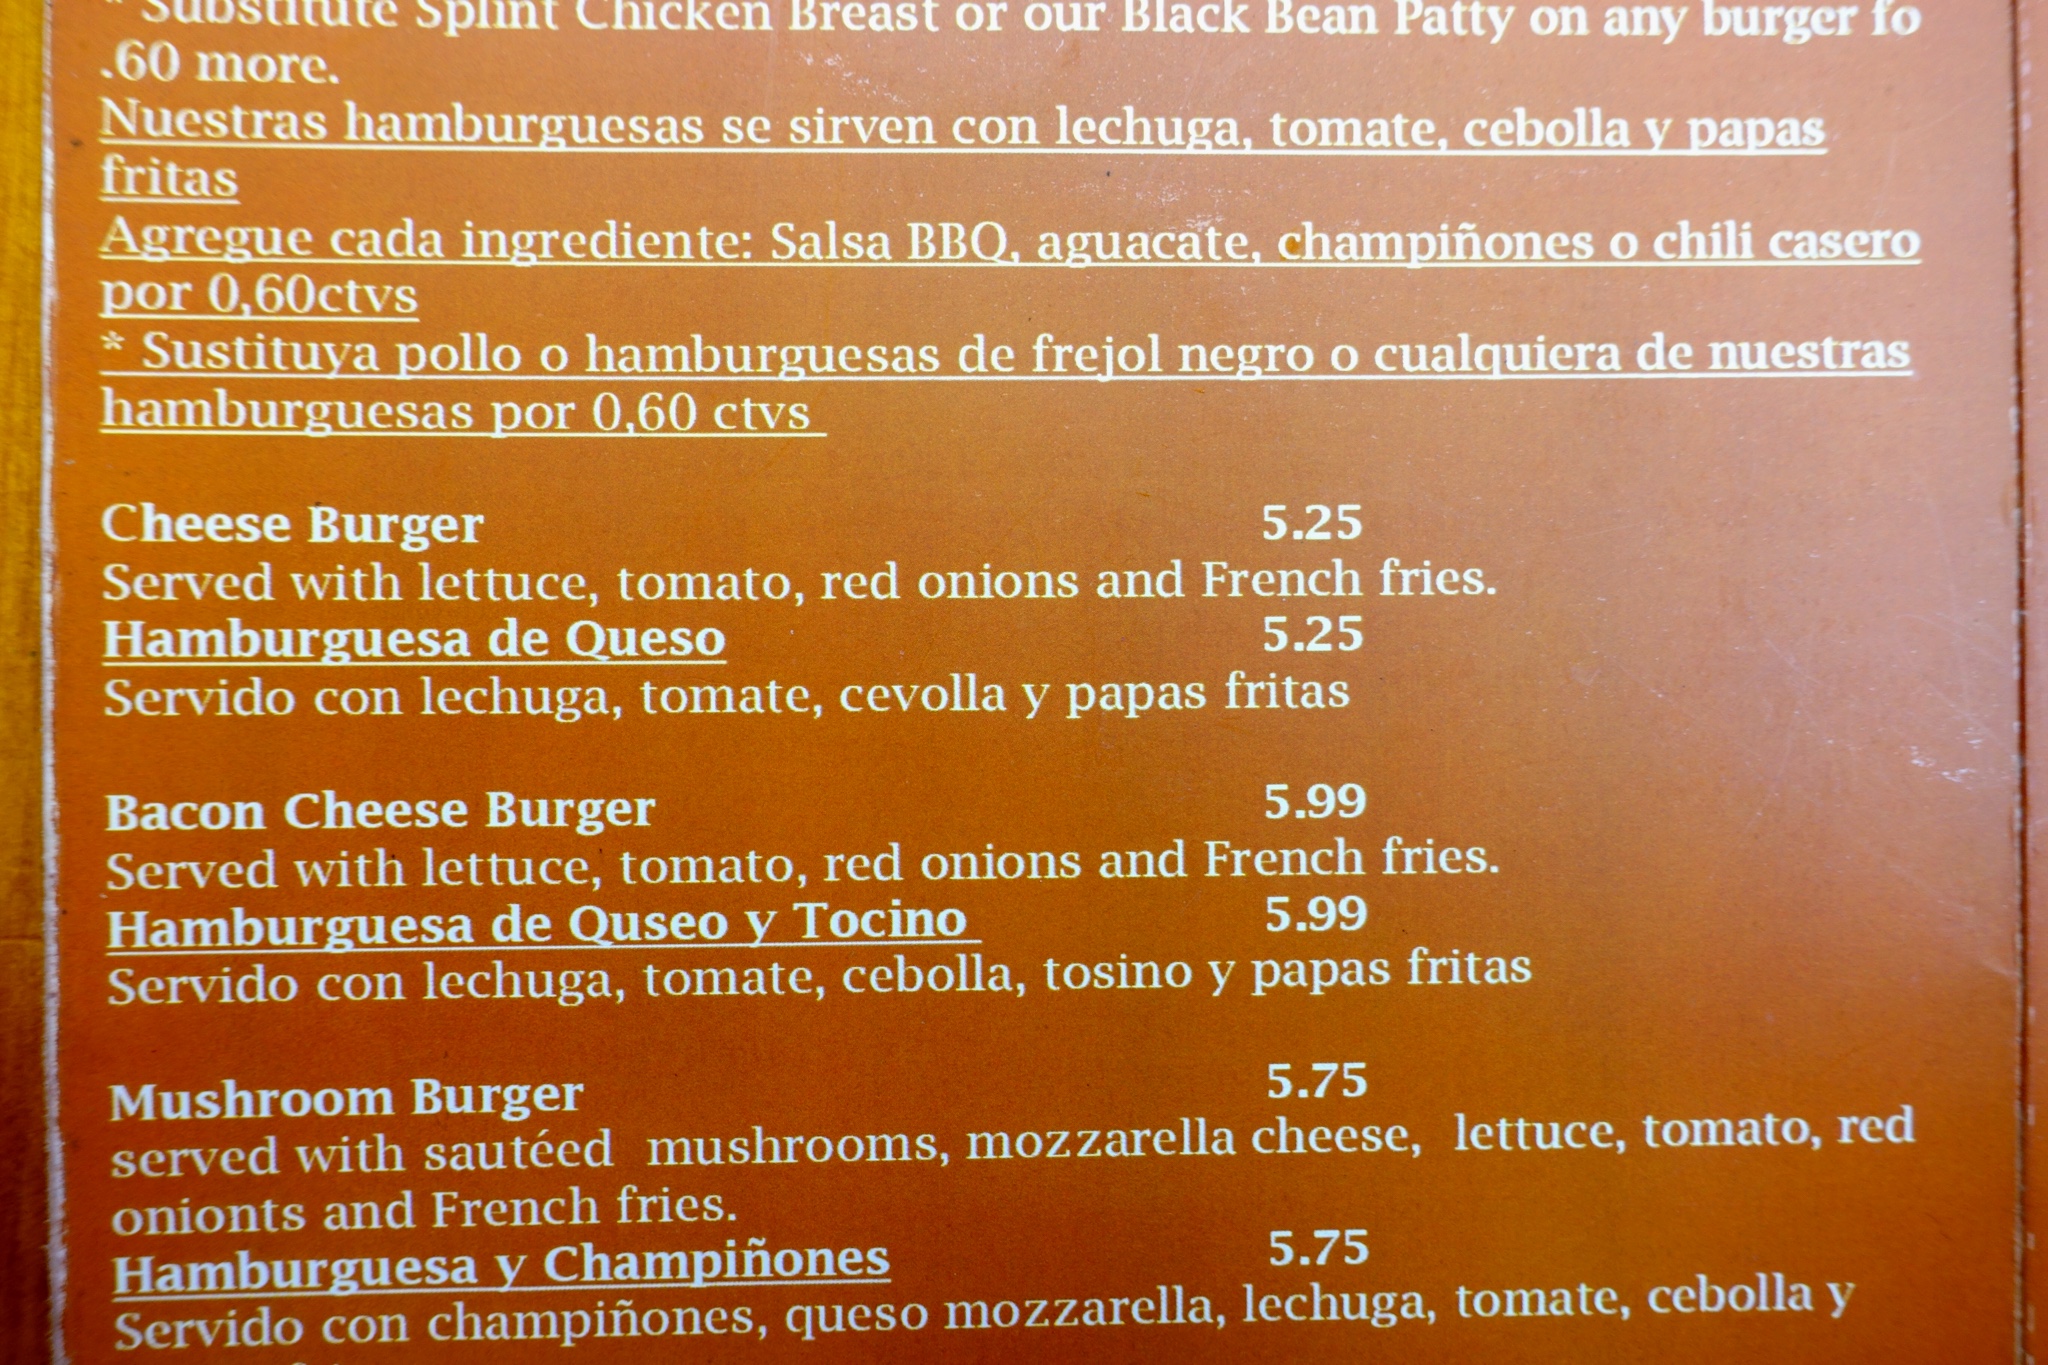 * Substitute Splint Chicken Breast or our Black Bean Patty on any burger fo
.60 more.
Nuestras hamburguesas se sirven con lechuga, tomate, cebolla y papas
fritas
Agregue cada ingrediente: Salsa BBQ, aguacate, champiñones o chili casero
por 0,60ctvs
* Sustituya pollo o hamburguesas de frejol negro o cualquiera de nuestras
hamburguesas por 0,60 ctvs
Cheese Burger 5.25
Served with lettuce, tomato, red onions and French fries.
Hamburguesa de Queso 5.25
Servido con lechuga, tomate, cevolla y papas fritas
Bacon Cheese Burger 5.99
Served with lettuce, tomato, red onions and French fries.
Hamburguesa de Quseo y Tocino 5.99
Servido con lechuga, tomate, cebolla, tosino y papas fritas
Mushroom Burger 5.75
served with sautéed mushrooms, mozzarella cheese, lettuce, tomato, red
onionts and French fries.
Hamburguesa y Champiñones 5.75
Servido con champiñones, queso mozzarella, lechuga, tomate, cebolla y